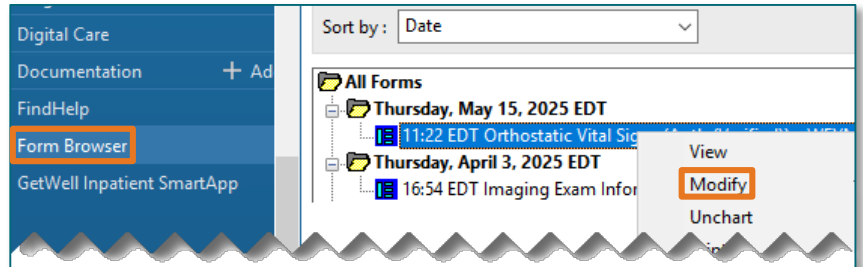 Digital Care
Documentation + Ad
FindHelp
Form Browser
GetWell Inpatient SmartApp
Sort by : Date
All Forms
Thursday, May 15, 2025 EDT
11:22 EDT Orthostatic Vital
Thursday, April 3, 2025 EDT
16:54 EDT Imaging Exam Infor
View
Modify
Unchart